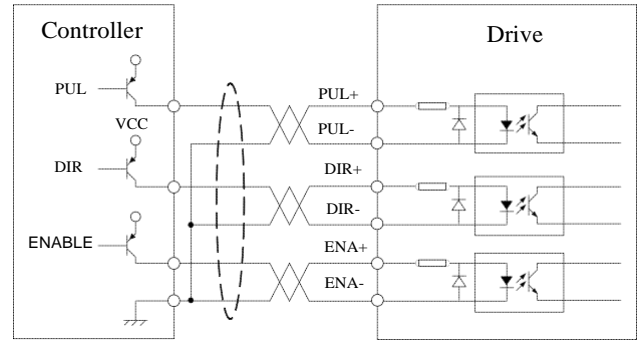 Controller
Drive
PUL
PUL+
VCC
PUL-
DIR
DIR+
DIR-
ENABLE
ENA+
ENA-